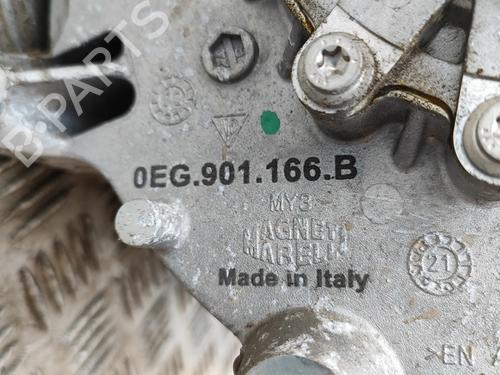 B-PARTS
0EG.901.166.B
MY3
MAGNETI
MARELLI
Made in Italy
21
EN